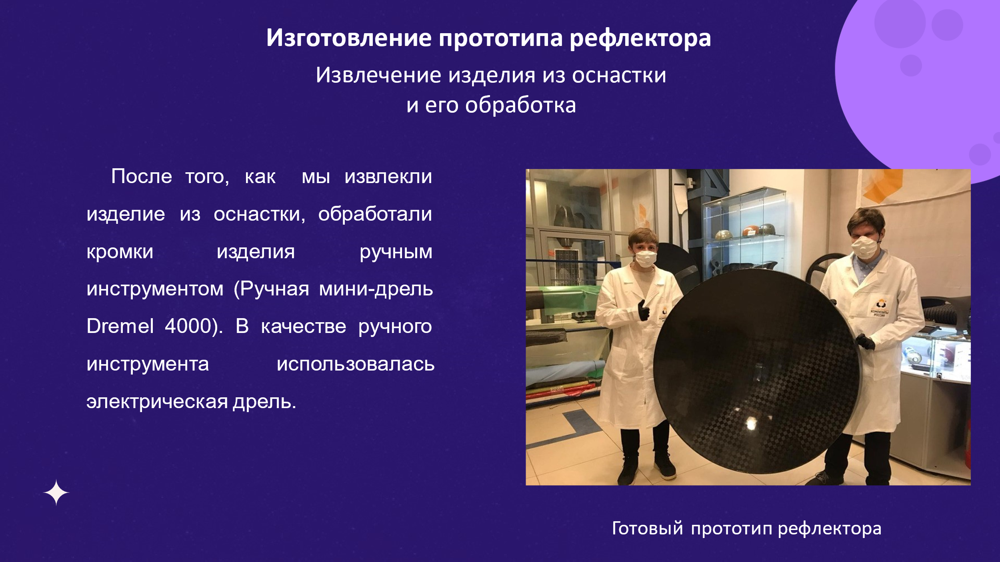 Изготовление прототипа рефлектора
Извлечение изделия из оснастки
и его обработка
После того, как мы извлекли
изделие из оснастки, обработали
кромки изделия ручным
инструментом (Ручная мини-дрель
Dremel 4000). В качестве ручного
инструмента использовалась
электрическая дрель.
КОМПОЗИТЫ
РОССИИ
Готовый прототип рефлектора